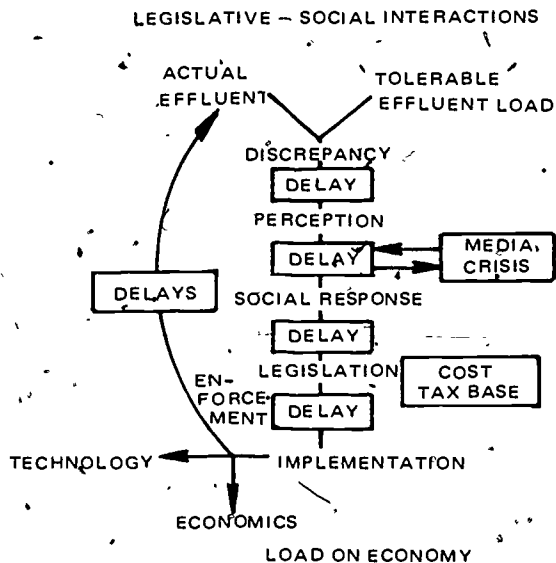 LEGISLATIVE – SOCIAL INTERACTIONS
ACTUAL
EFFLUENT
TOLERABLE
EFFLUENT LOAD
DISCREPANCY
DELAY
PERCEPTION
DELAY
MEDIA,
CRISIS
DELAYS
SOCIAL RESPONSE
DELAY
LEGISLATION
COST
TAX BASE
EN-
FORCE
MENT
DELAY
TECHNOLOGY
IMPLEMENTATION
ECONOMICS
LOAD ON ECONOMY